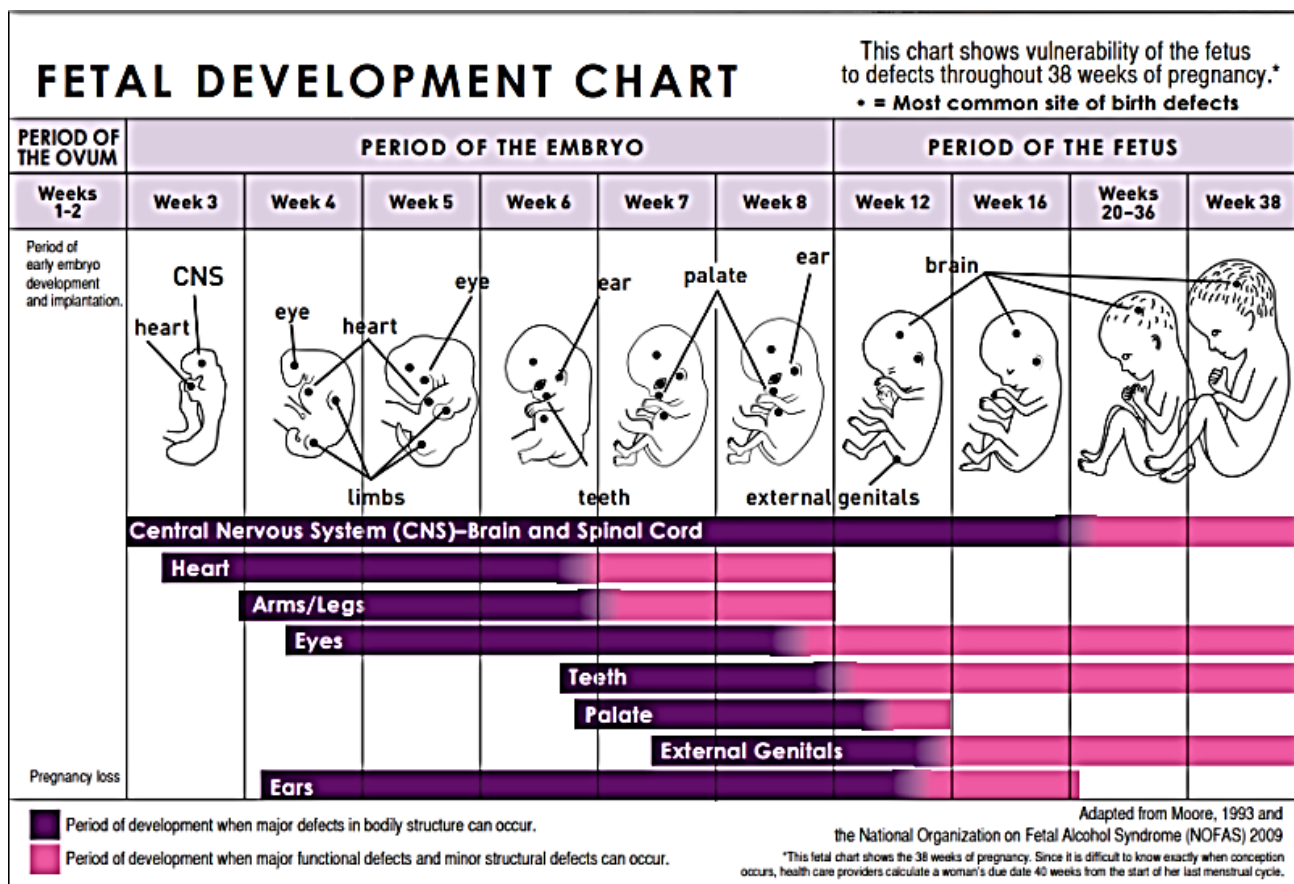 FETAL DEVELOPMENT CHART
This chart shows vulnerability of the fetus
to defects throughout 38 weeks of pregnancy.*
• = Most common site of birth defects
PERIOD OF
THE OVUM
PERIOD OF THE EMBRYO
PERIOD OF THE FETUS
Weeks
1-2
Week 3
Week 4
Week 5
Week 6
Week 7
Week 8
Week 12
Week 16
Weeks
20–36
Week 38
Period of
early embryo
development
and implantation.
CNS
heart
eye
heart
eye
limbs
ear
teeth
palate
ear
external genitals
brain
Central Nervous System (CNS)–Brain and Spinal Cord
Heart
Arms/Legs
Eyes
Teeth
Palate
External Genitals
Pregnancy loss
Ears
Period of development when major defects in bodily structure can occur.
Period of development when major functional defects and minor structural defects can occur.
Adapted from Moore, 1993 and
the National Organization on Fetal Alcohol Syndrome (NOFAS) 2009
*This fetal chart shows the 38 weeks of pregnancy. Since it is difficult to know exactly when conception
occurs, health care providers calculate a woman's due date 40 weeks from the start of her last menstrual cycle.